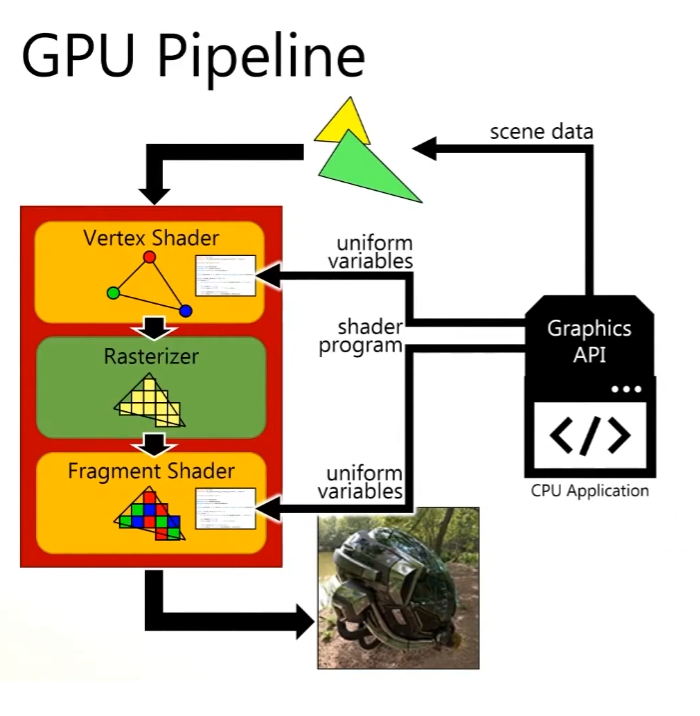 GPU Pipeline
scene data
Vertex Shader
uniform
variables
shader
program
Graphics
API
Rasterizer
Fragment Shader
uniform
variables
</>
CPU Application